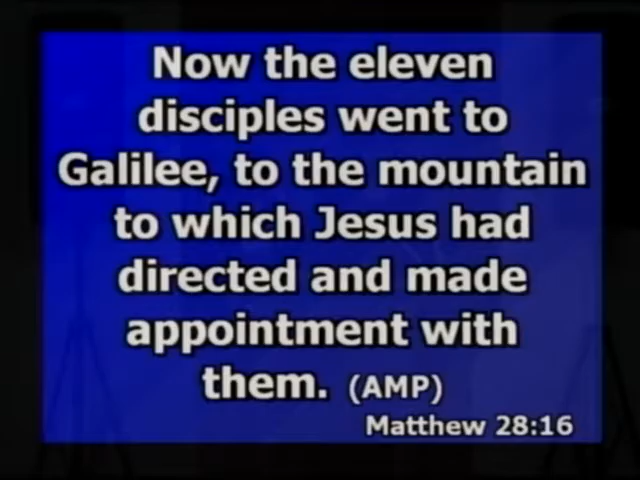 Now the eleven
disciples went to
Galilee, to the mountain
to which Jesus had
directed and made
appointment with
them. (AMP)
Matthew 28:16